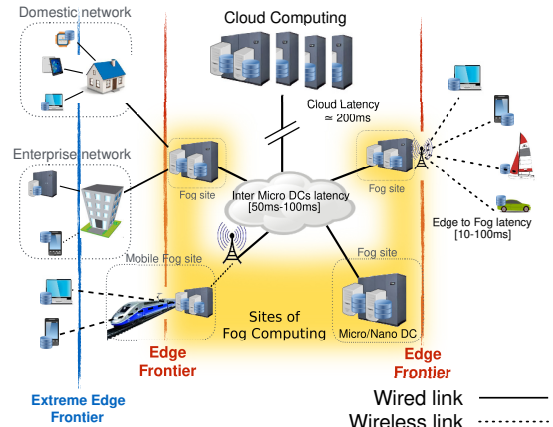 Domestic network
Cloud Computing
Cloud Latency
≃ 200ms
Enterprise network
Fog site
Fog site
Inter Micro DCs latency
[50ms-100ms]
Edge to Fog latency
[10-100ms]
Mobile Fog site
Fog site
Sites of
Fog Computing
Micro/Nano DC
Edge
Frontier
Edge
Frontier
Extreme Edge
Frontier
Wired link
Wireless link